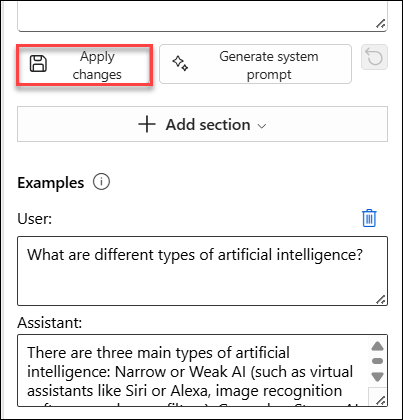 Apply
changes
Generate system
prompt
Add section
Examples
User:
What are different types of artificial intelligence?
Assistant:
There are three main types of artificial
intelligence: Narrow or Weak AI (such as virtual
assistants like Siri or Alexa, image recognition